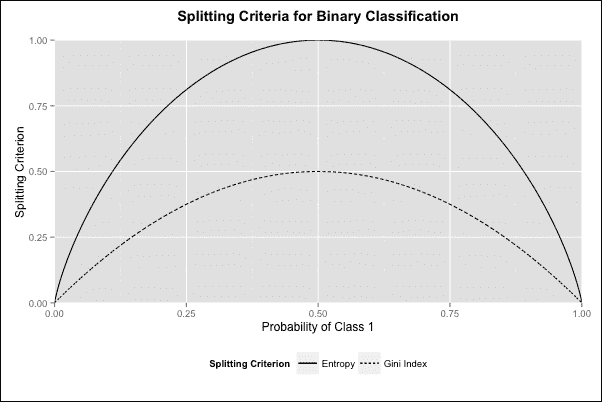 Splitting Criteria for Binary Classification
Splitting Criterion
1.00
0.75
0.50
0.25
0.00
0.00 0.25 0.50 0.75 1.00
Probability of Class 1
Splitting Criterion Entropy Gini Index